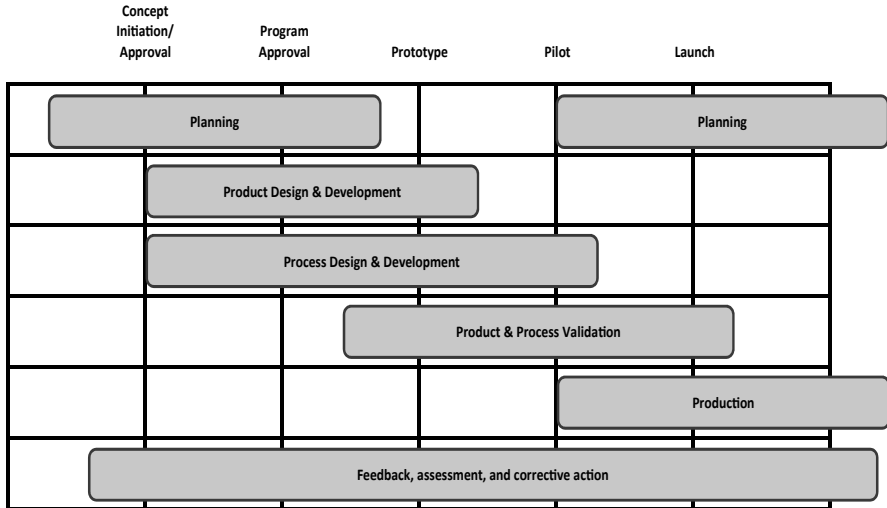 Concept
Initiation/
Approval
Program
Approval
Prototype
Pilot
Launch
Planning
Planning
Product Design & Development
Process Design & Development
Product & Process Validation
Production
Feedback, assessment, and corrective action